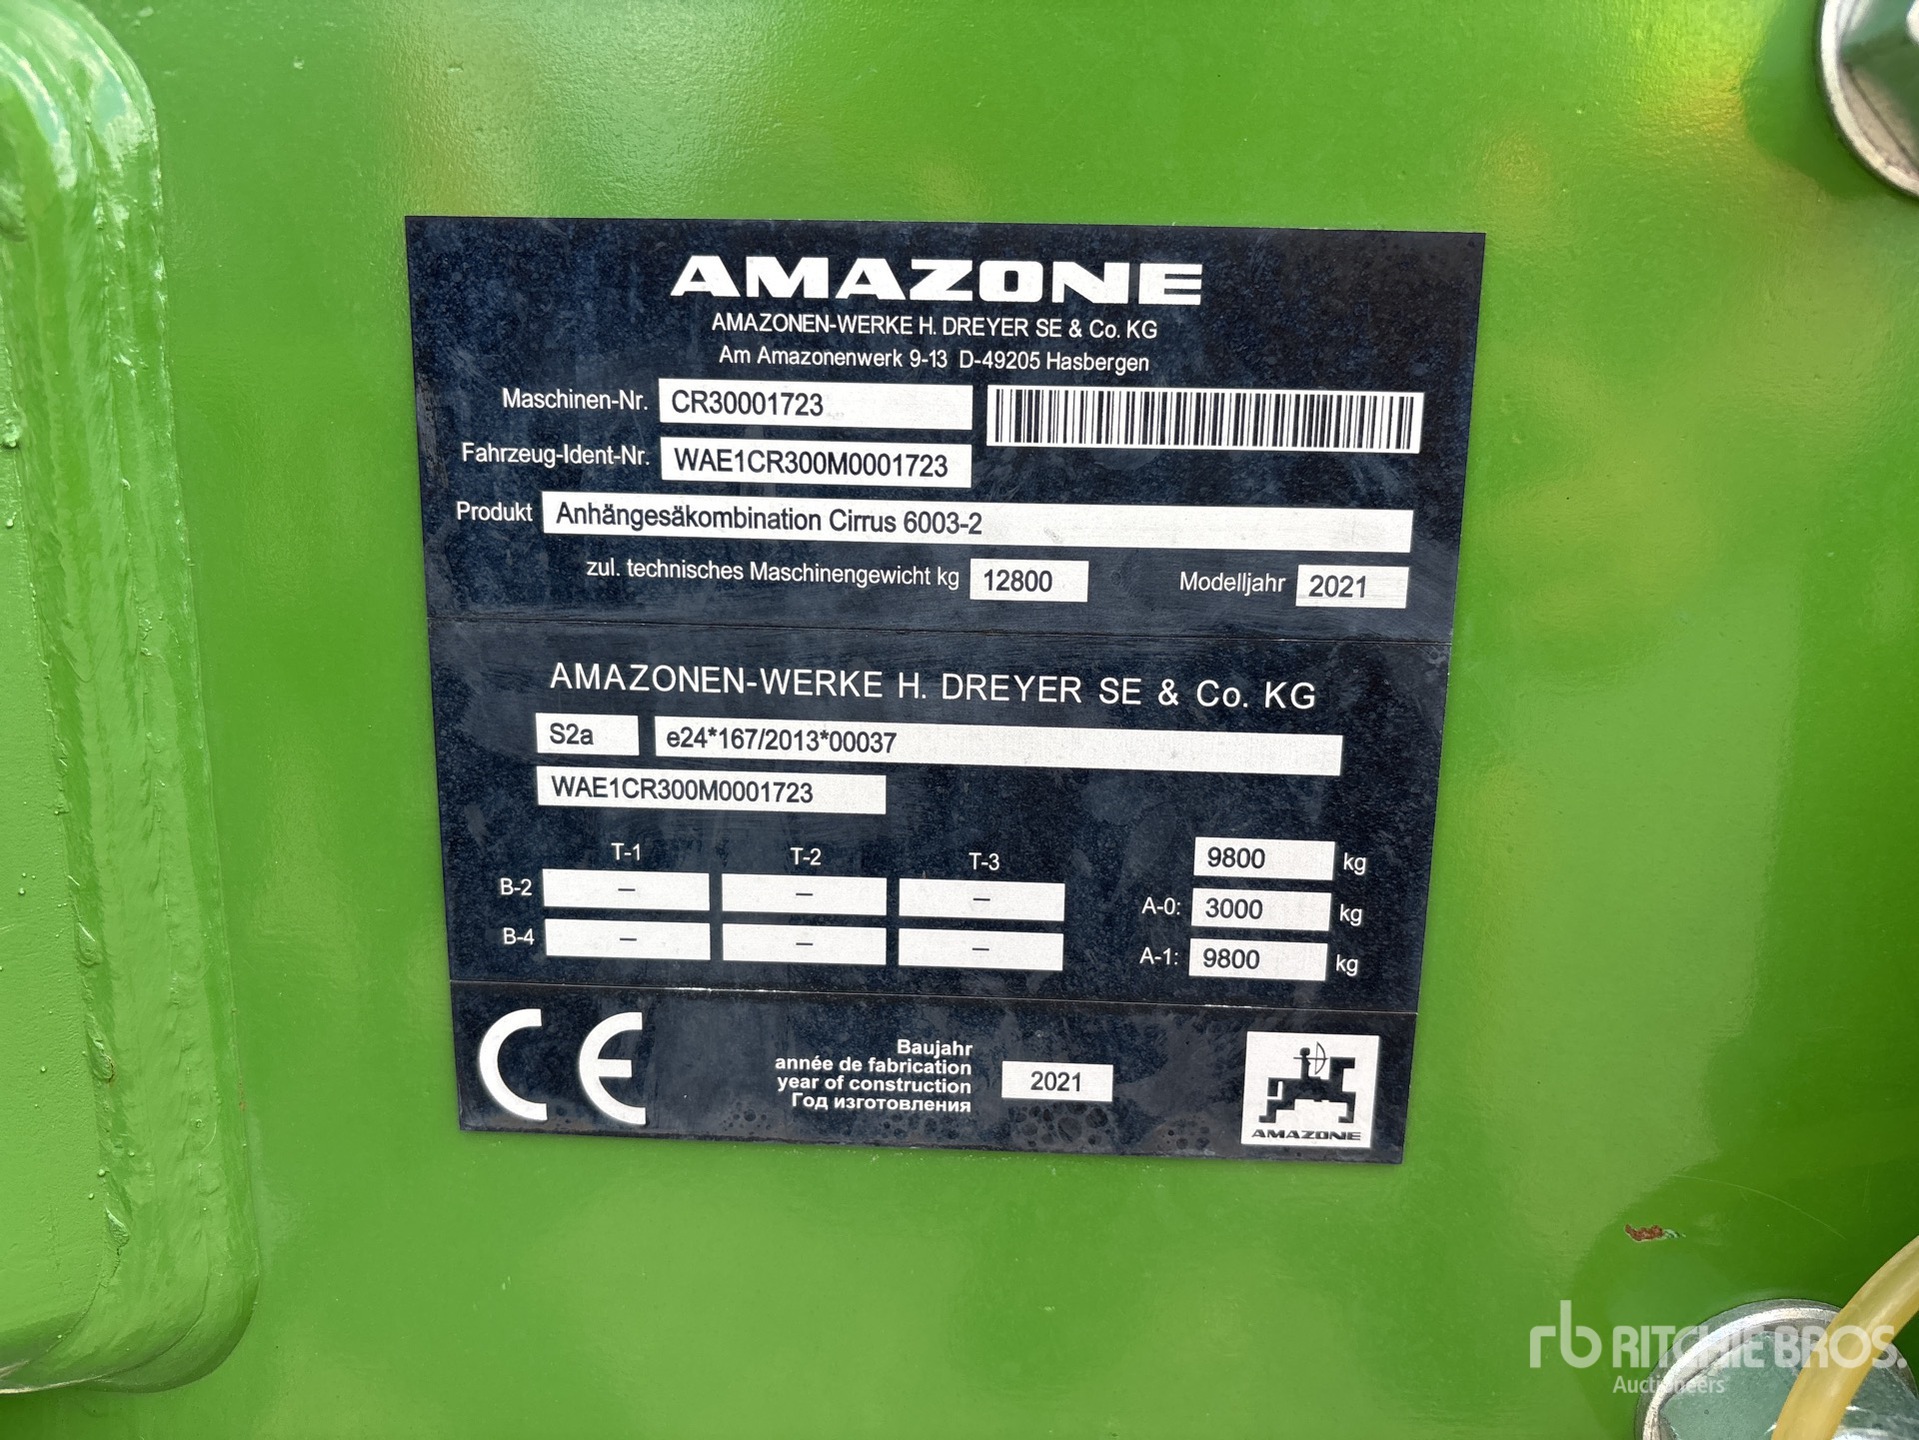 AMAZONE
AMAZONEN-WERKE H. DREYER SE & Co. KG
Am Amazonenwerk 9-13 D-49205 Hasbergen
Maschinen-Nr. CR30001723
Fahrzeug-Ident-Nr. WAE1CR300M0001723
Produkt Anhängesäkombination Cirrus 6003-2
zul. technisches Maschinengewicht kg 12800 Modelljahr 2021
AMAZONEN-WERKE H. DREYER SE & Co. KG
S2a e24*167/2013*00037
WAE1CR300M0001723
T-1 T-2 T-3 9800 kg
B-2 – – – A-0: 3000 kg
B-4 – – – A-1: 9800 kg
CE
Baujahr
année de fabrication
year of construction 2021
Год изготовления
AMAZONE
rb RITCHIE BROS.
Auctioneers